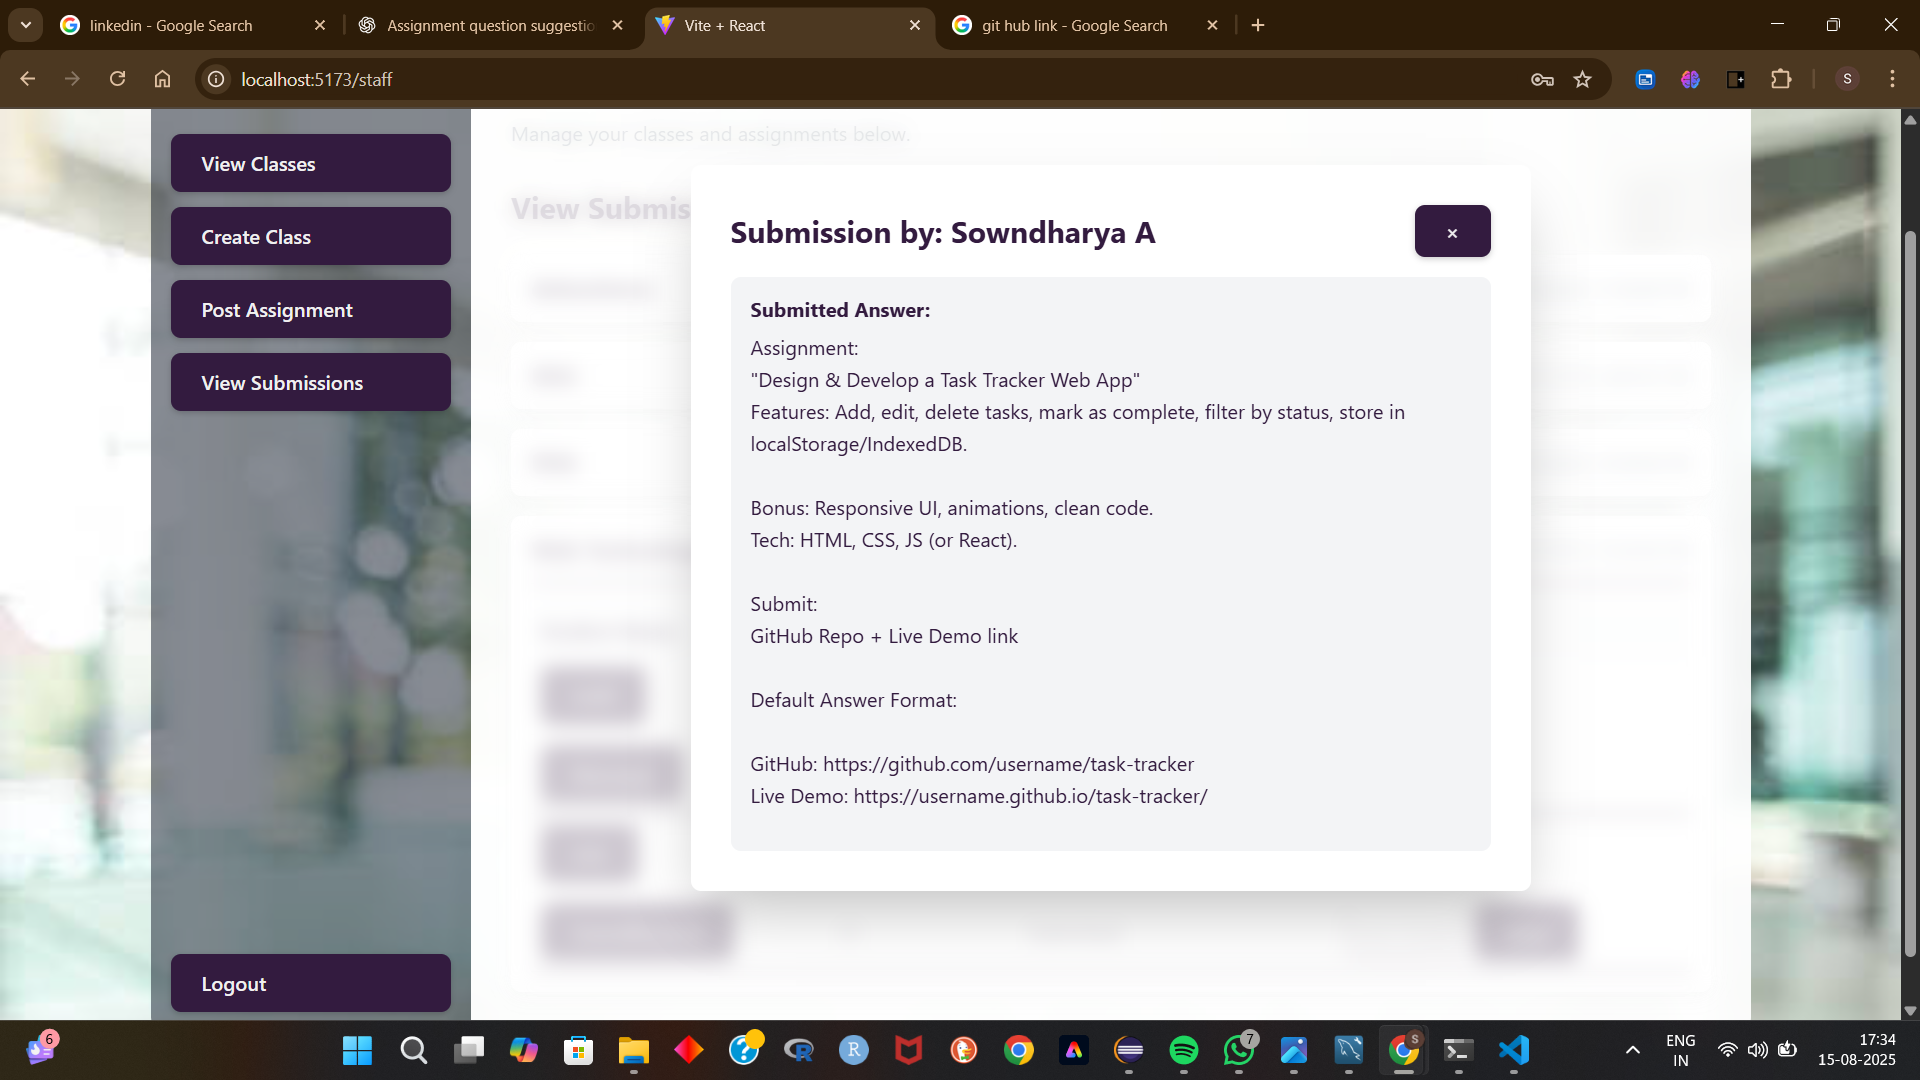 linkedin - Google Search
Assignment question suggestio
Vite + React
git hub link - Google Search
localhost:5173/staff
S
View Classes
Create Class
Post Assignment
View Submissions
Logout
Manage your classes and assignments below.
View Submis
Submission by: Sowndharya A
×
Submitted Answer:
Assignment:
"Design & Develop a Task Tracker Web App"
Features: Add, edit, delete tasks, mark as complete, filter by status, store in
localStorage/IndexedDB.
Bonus: Responsive UI, animations, clean code.
Tech: HTML, CSS, JS (or React).
Submit:
GitHub Repo + Live Demo link
Default Answer Format:
GitHub: https://github.com/username/task-tracker
Live Demo: https://username.github.io/task-tracker/
6
7
S
ENG
IN
17:34
15-08-2025